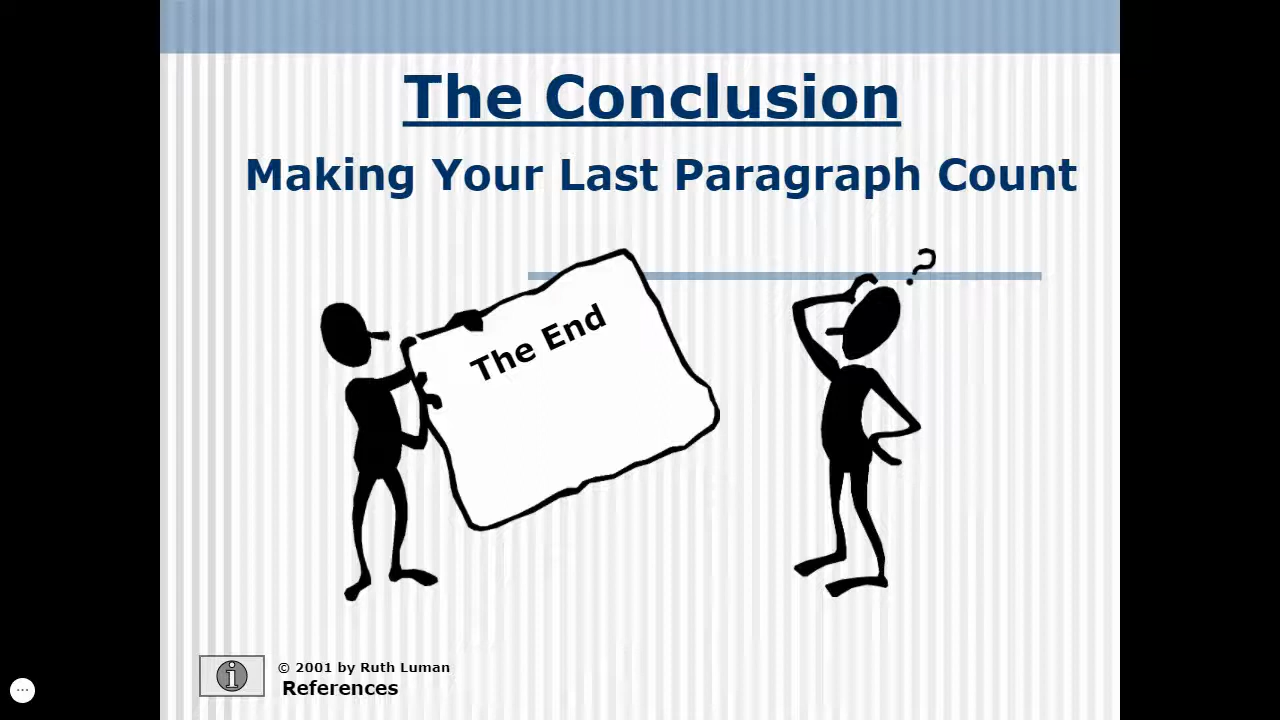 The Conclusion
Making Your Last Paragraph Count
?
The End
i
© 2001 by Ruth Luman
References